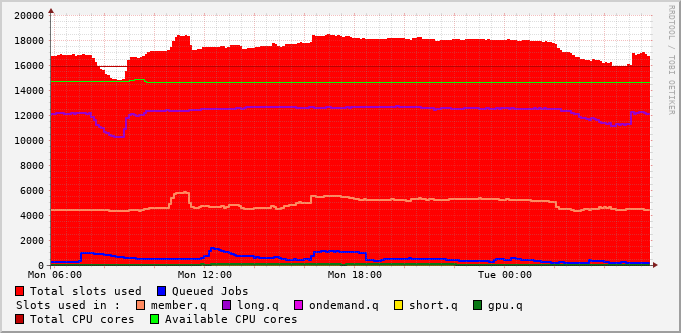 20000
18000
16000
14000
12000
10000
8000
6000
4000
2000
0
Mon 06:00 Mon 12:00 Mon 18:00 Tue 00:00
Total slots used Queued Jobs
Slots used in : member.q long.q ondemand.q short.q gpu.q
Total CPU cores Available CPU cores
RRDTOOL / TOBI OETIKER